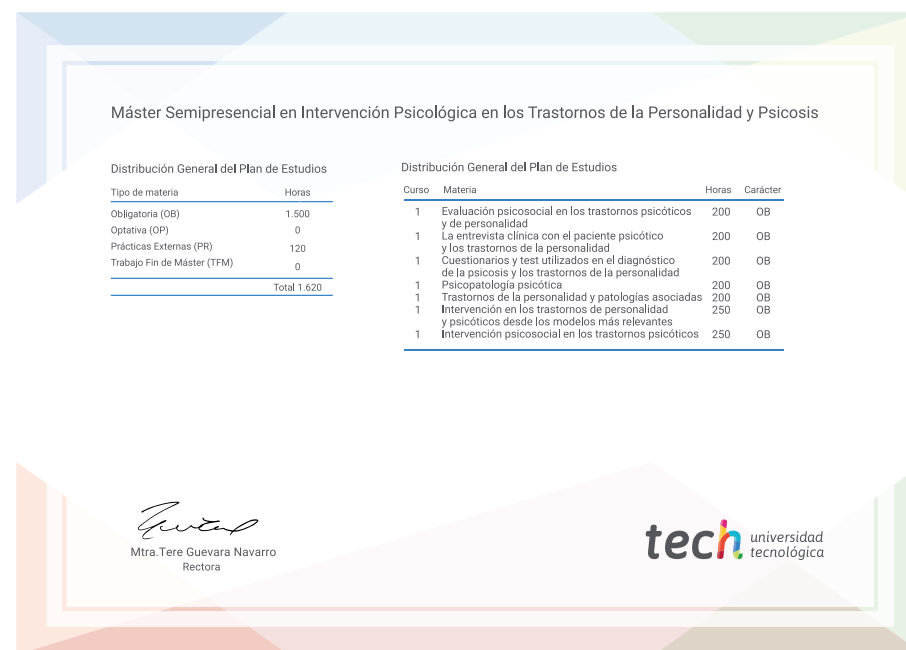 Máster Semipresencial en Intervención Psicológica en los Trastornos de la Personalidad y Psicosis
Distribución General del Plan de Estudios
Tipo de materia Horas
Obligatoria (OB) 1.500
Optativa (OP) 0
Prácticas Externas (PR) 120
Trabajo Fin de Máster (TFM) 0
Total 1.620
Distribución General del Plan de Estudios
Curso Materia Horas Carácter
1 Evaluación psicosocial en los trastornos psicóticos 200 OB
y de personalidad
1 La entrevista clínica con el paciente psicótico 200 OB
y los trastornos de la personalidad
1 Cuestionarios y test utilizados en el diagnóstico 200 OB
de la psicosis y los trastornos de la personalidad
1 Psicopatología psicótica 200 OB
1 Trastornos de la personalidad y patologías asociadas 200 OB
1 Intervención en los trastornos de personalidad 250 OB
y psicóticos desde los modelos más relevantes
1 Intervención psicosocial en los trastornos psicóticos 250 OB
Mtra.Tere Guevara Navarro
Rectora
tech universidad
tecnológica